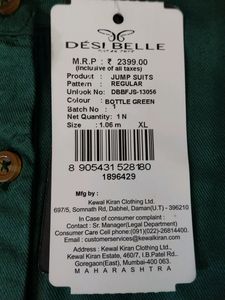 DÉSI BELLE
M.R.P : ₹ 2399.00
(Inclusive of all taxes)
Product : JUMP SUITS
Pattern : REGULAR
Unlook No: DBBFJS-13056
Colour : BOTTLE GREEN
Batch : 1
Net Quantity : 1 N
Size : 1.06 m XL
8 905431 528180
1896429
Mfg by :
Kewal Kiran Clothing Ltd.
697/5, Somnath Rd, Dabhel, Daman(U.T) - 396210
In Case of consumer complaint :
Contact : Sr. Manager(Legal Department)
Consumer Care Cell phone:(091)(022)-26814400.
Email : customerservices@kewalkiran.com
Address : Kewal Kiran Clothing Ltd.,
Kewal Kiran Estate, 460/7, I.B.Patel Rd.,
Goregaon(East), Mumbai-400 063.
MAHARASHTRA